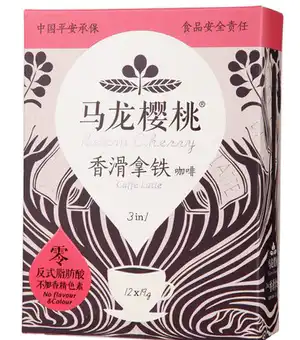 中国平安承保
食品安全责任
马龙樱桃®
Malong Cherry
香滑拿铁 咖啡
Caffe Latte
3in1
零
反式脂肪酸
不加香精色素
No flavour
&Colour
12x19g